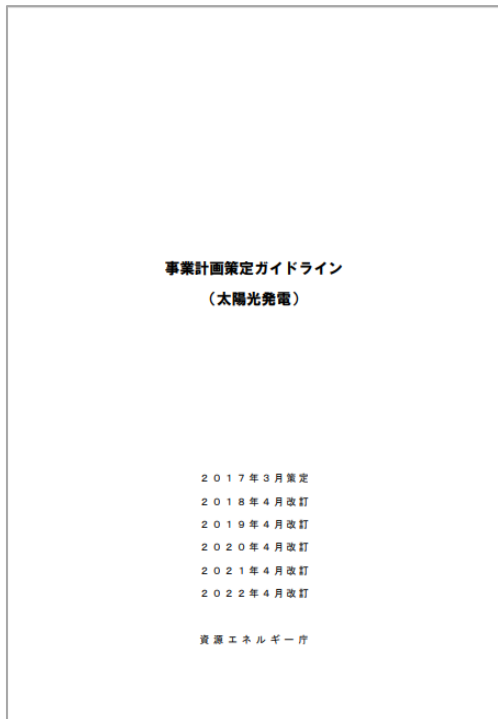 事業計画策定ガイドライン
（太陽光発電）
２０１７年３月策定
２０１８年４月改訂
２０１９年４月改訂
２０２０年４月改訂
２０２１年４月改訂
２０２２年４月改訂
資源エネルギー庁